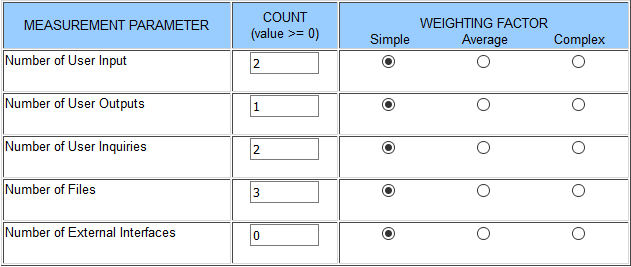 MEASUREMENT PARAMETER
COUNT
(value >= 0)
WEIGHTING FACTOR
Simple Average Complex
Number of User Input 2
Number of User Outputs 1
Number of User Inquiries 2
Number of Files 3
Number of External Interfaces 0